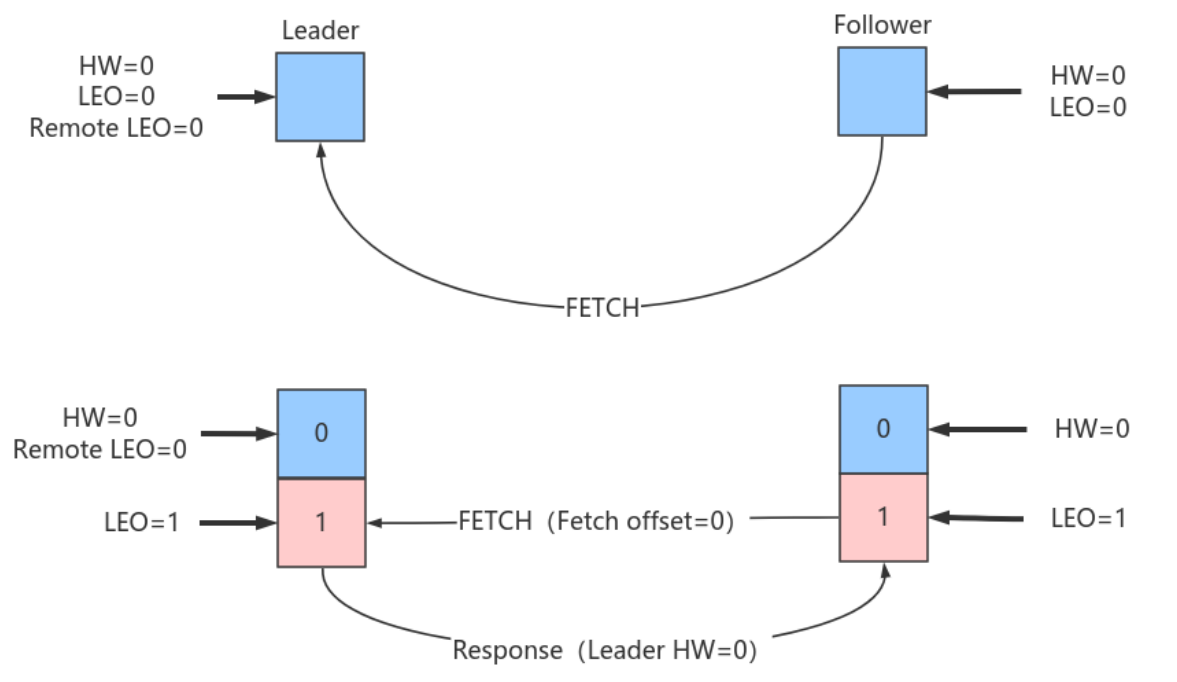 Leader
Follower
HW=0
LEO=0
Remote LEO=0
HW=0
LEO=0
FETCH
HW=0
Remote LEO=0
0
0
HW=0
LEO=1
1
FETCH（Fetch offset=0）
1
LEO=1
Response（Leader HW=0）